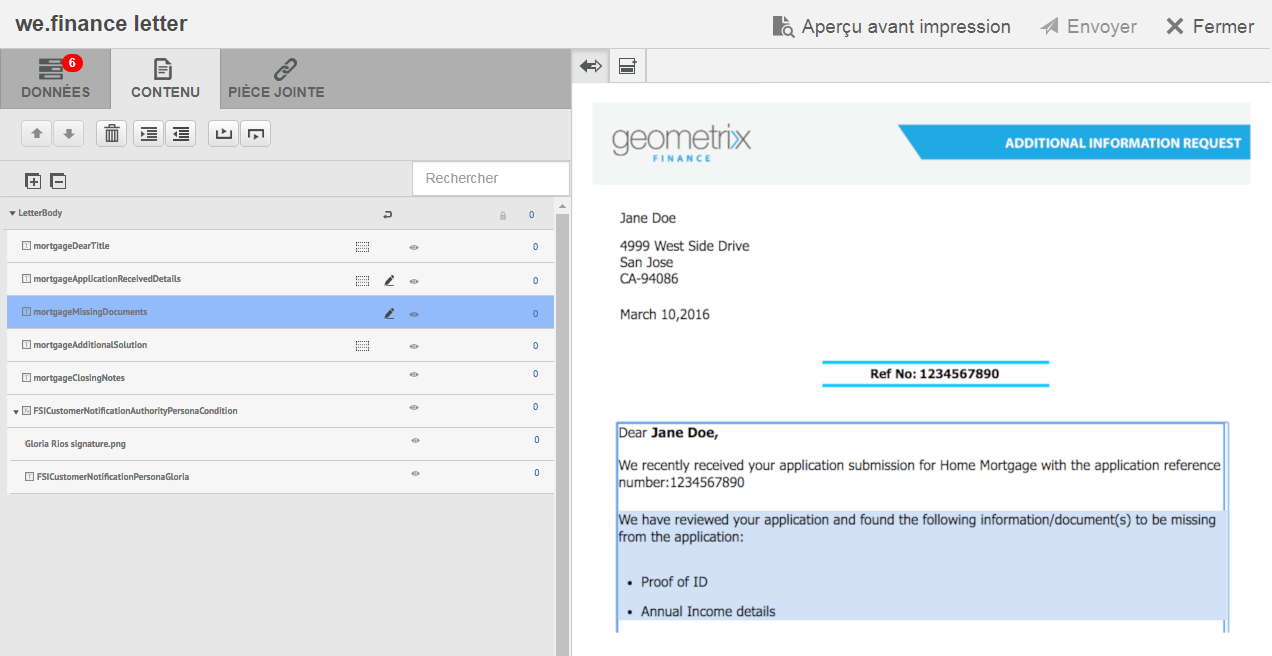 we.finance letter
Aperçu avant impression
Envoyer
Fermer
6
DONNÉES
CONTENU
PIÈCE JOINTE
Rechercher
LetterBody 0
mortgageDearTitle 0
mortgageApplicationReceivedDetails 0
mortgageMissingDocuments 0
mortgageAdditionalSolution 0
mortgageClosingNotes 0
FSICustomerNotificationAuthorityPersonaCondition 0
Gloria Rios signature.png 0
FSICustomerNotificationPersonaGloria 0
geometrixx
FINANCE
ADDITIONAL INFORMATION REQUEST
Jane Doe
4999 West Side Drive
San Jose
CA-94086
March 10,2016
Ref No: 1234567890
Dear Jane Doe,
We recently received your application submission for Home Mortgage with the application reference
number:1234567890
We have reviewed your application and found the following information/document(s) to be missing
from the application:
• Proof of ID
• Annual Income details